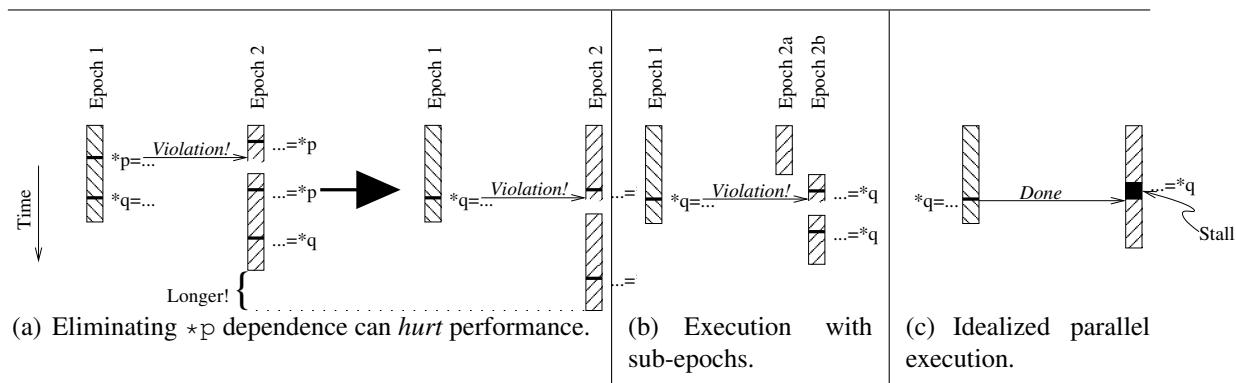 Epoch 1
Epoch 2
*p=...
Violation!
...=*p
*q=...
...=*p
...=*q
Time
Longer!
Epoch 1
Epoch 2
*q=...
Violation!
...=
...=
(a) Eliminating *p dependence can hurt performance.
Epoch 1
Epoch 2a
Epoch 2b
*q=...
Violation!
...=*q
...=*q
(b) Execution with
sub-epochs.
*q=...
Done
...=*q
Stall
(c) Idealized parallel
execution.